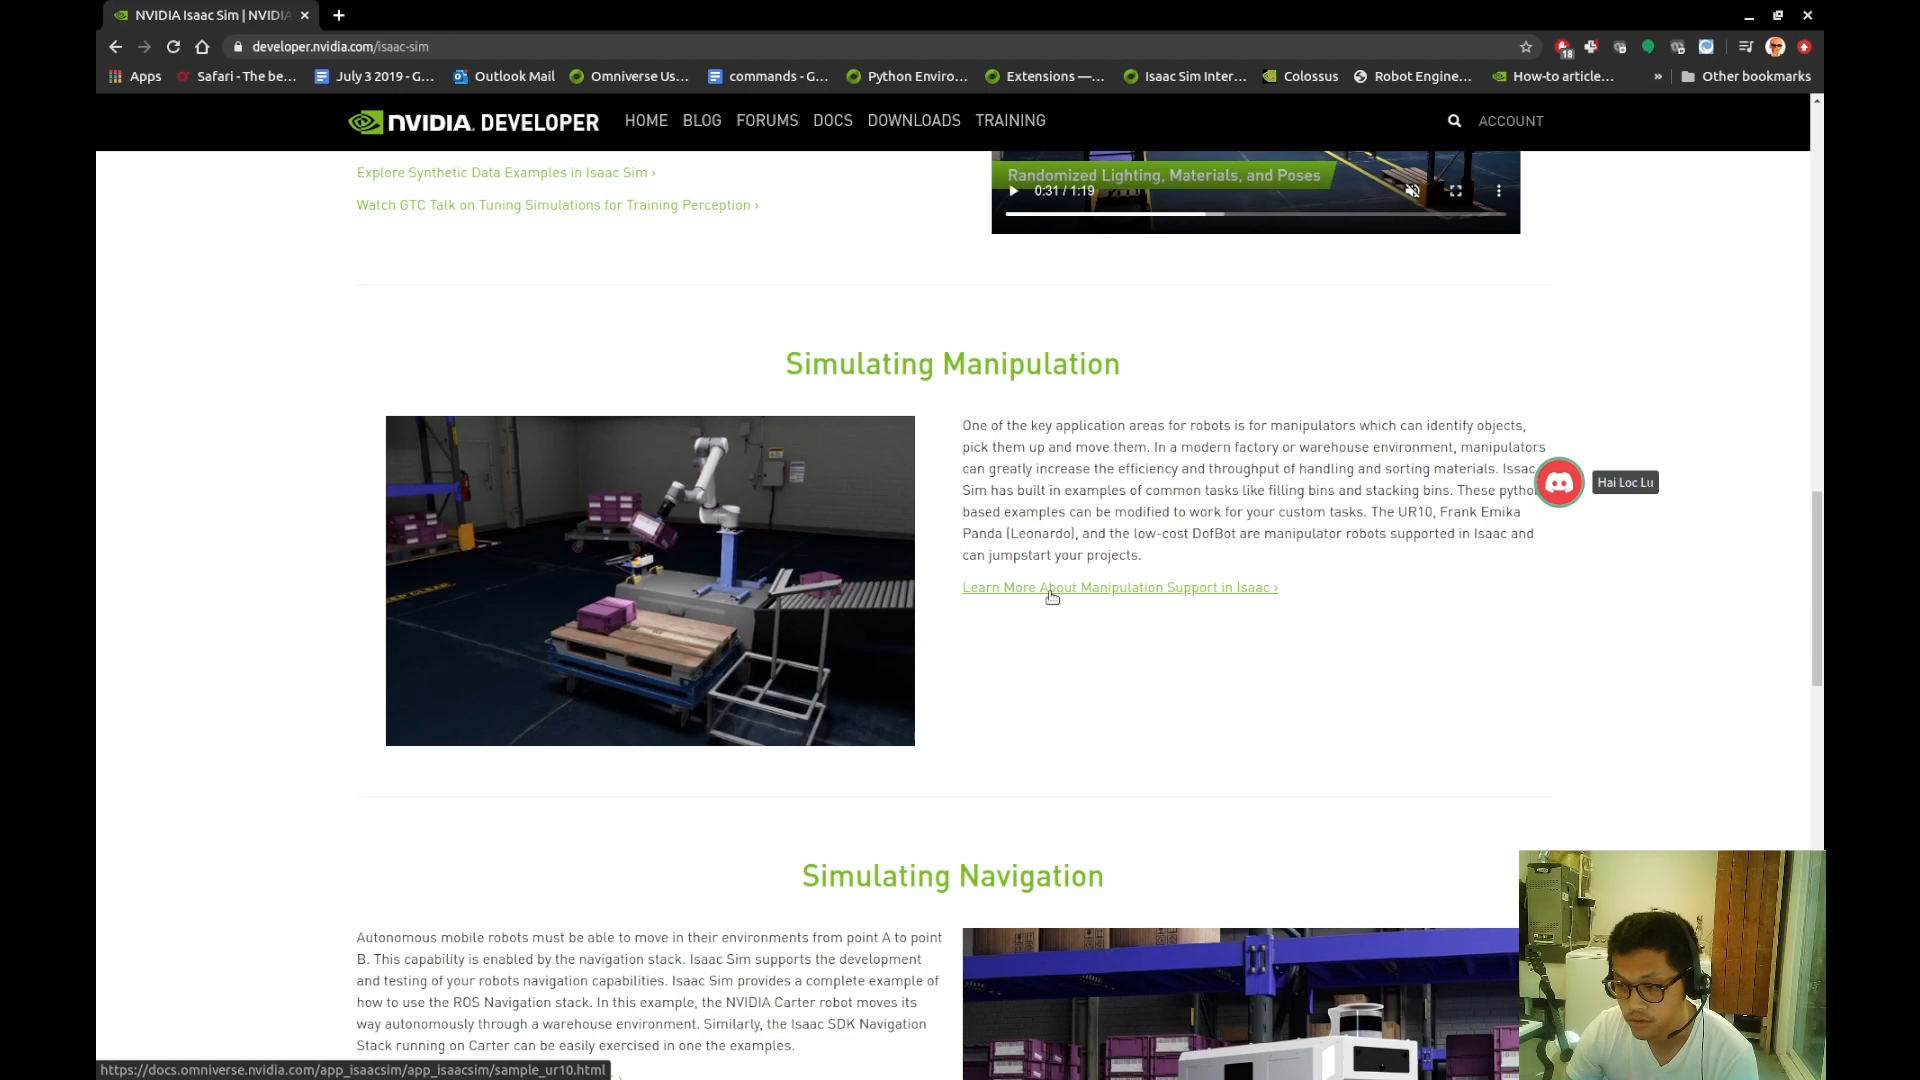 NVIDIA Isaac Sim | NVIDIA
developer.nvidia.com/isaac-sim
18
Apps
Safari - The be...
July 3 2019 - G...
Outlook Mail
Omniverse Us...
commands - G...
Python Enviro...
Extensions —...
Isaac Sim Inter...
Colossus
Robot Engine...
How-to article...
»
Other bookmarks
NVIDIA. DEVELOPER
HOME
BLOG
FORUMS
DOCS
DOWNLOADS
TRAINING
ACCOUNT
Explore Synthetic Data Examples in Isaac Sim ›
Watch GTC Talk on Tuning Simulations for Training Perception ›
Randomized Lighting, Materials, and Poses
0:31 / 1:19
Simulating Manipulation
One of the key application areas for robots is for manipulators which can identify objects,
pick them up and move them. In a modern factory or warehouse environment, manipulators
can greatly increase the efficiency and throughput of handling and sorting materials. Issac
Sim has built in examples of common tasks like filling bins and stacking bins. These python
based examples can be modified to work for your custom tasks. The UR10, Frank Emika
Panda (Leonardo), and the low-cost DofBot are manipulator robots supported in Isaac and
can jumpstart your projects.
Learn More About Manipulation Support in Isaac ›
Hai Loc Lu
Simulating Navigation
Autonomous mobile robots must be able to move in their environments from point A to point
B. This capability is enabled by the navigation stack. Isaac Sim supports the development
and testing of your robots navigation capabilities. Isaac Sim provides a complete example of
how to use the ROS Navigation stack. In this example, the NVIDIA Carter robot moves its
way autonomously through a warehouse environment. Similarly, the Isaac SDK Navigation
Stack running on Carter can be easily exercised in one the examples.
https://docs.omniverse.nvidia.com/app_isaacsim/app_isaacsim/sample_ur10.html